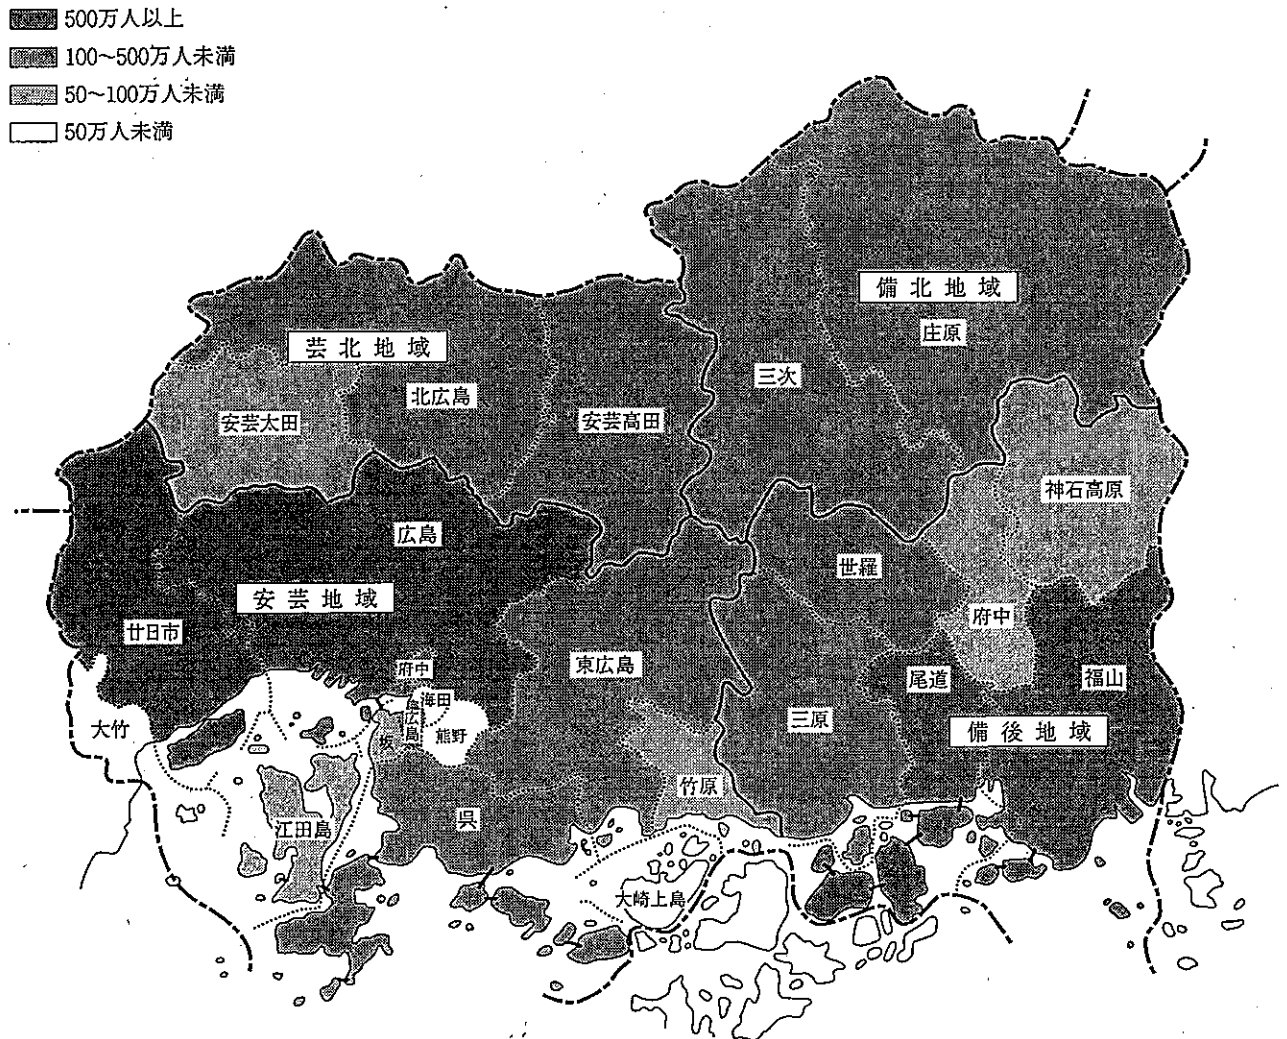 500万人以上
100~500万人未満
50~100万人未満
50万人未満
備北地域
庄原
三次
芸北地域
北広島
安芸太田
安芸高田
神石高原
広島
世羅
安芸地域
廿日市
府中
東広島
府中
尾道
福山
海田
広島
坂
熊野
大竹
三原
備後地域
竹原
呉
江田島
大崎上島